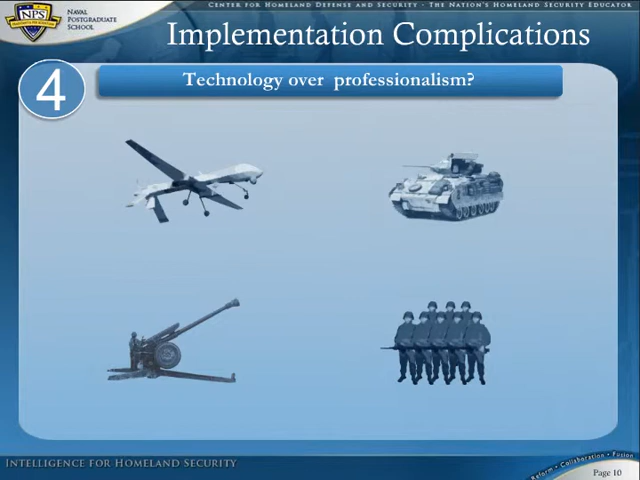 Center for Homeland Defense and Security - The Nation's Homeland Security Educator
NPS
Naval
Postgraduate
School
Implementation Complications
4
Technology over professionalism?
Intelligence for Homeland Security
Reform • Collaboration • Fusion
Page 10